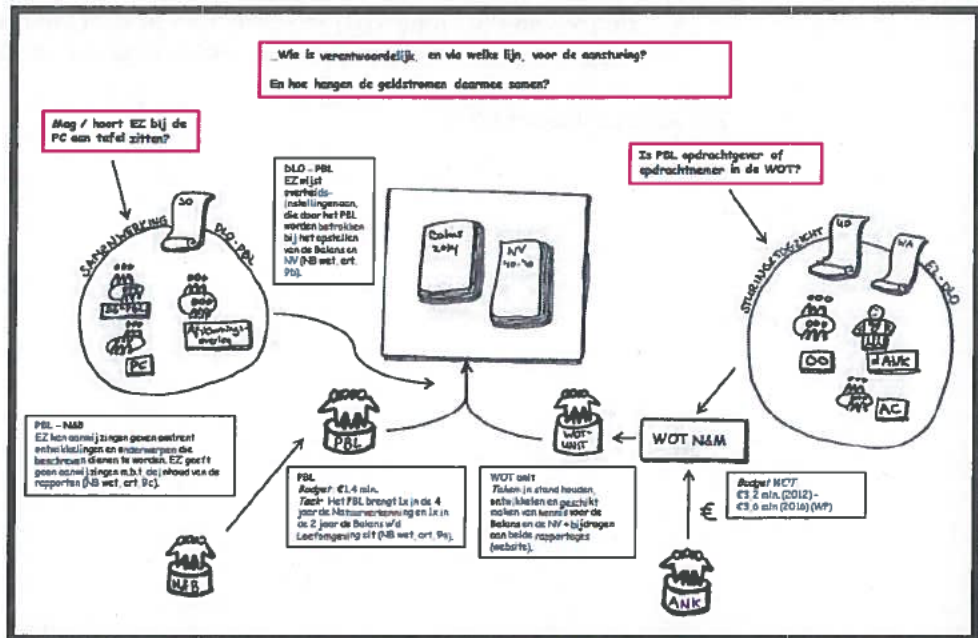 ...Wie is verantwoordelijk, en via welke lijn, voor de aansturing?
En hoe hangen de geldstromen daarmee samen?
Mag / hoort EZ bij de
PC aan tafel zitten?
DLO - PBL
EZ wijst
overheids-
instellingen aan,
die door het PBL
worden betrokken
bij het opstellen
van de Balans en
NV (NB wet, art.
9b).
Is PBL opdrachtgever of
opdrachtnemer in de WOT?
SO
SAMENWERKING DLO-PBL
PC
Balans
2014
NV
STURING & TOEZICHT EZ-DLO
WA
OO
AC
PBL – N&B
EZ kan aanwijzingen geven omtrent
ontwikkelingen en onderwerpen die
beschreven dienen te worden. EZ geeft
geen aanwijzingen m.b.t. de inhoud van de
rapporten (NB wet, art. 9c).
PBL
WOT-
UNIT
WOT N&M
PBL
Budget: €1,4 mln.
Taak: Het PBL brengt 1x in de 4
jaar de Natuurverkenning en 1x in
de 2 jaar de Balans v/d
Leefomgeving uit (NB wet, art. 9a).
WOT unit
Taken: in stand houden,
ontwikkelen en geschikt
maken van kennis voor de
Balans en de NV + bijdragen
aan beide rapportages
(website).
€
Budget WOT
€3,2 mln. (2012) –
€3,6 mln (2016) (WP)
N&B
ANK